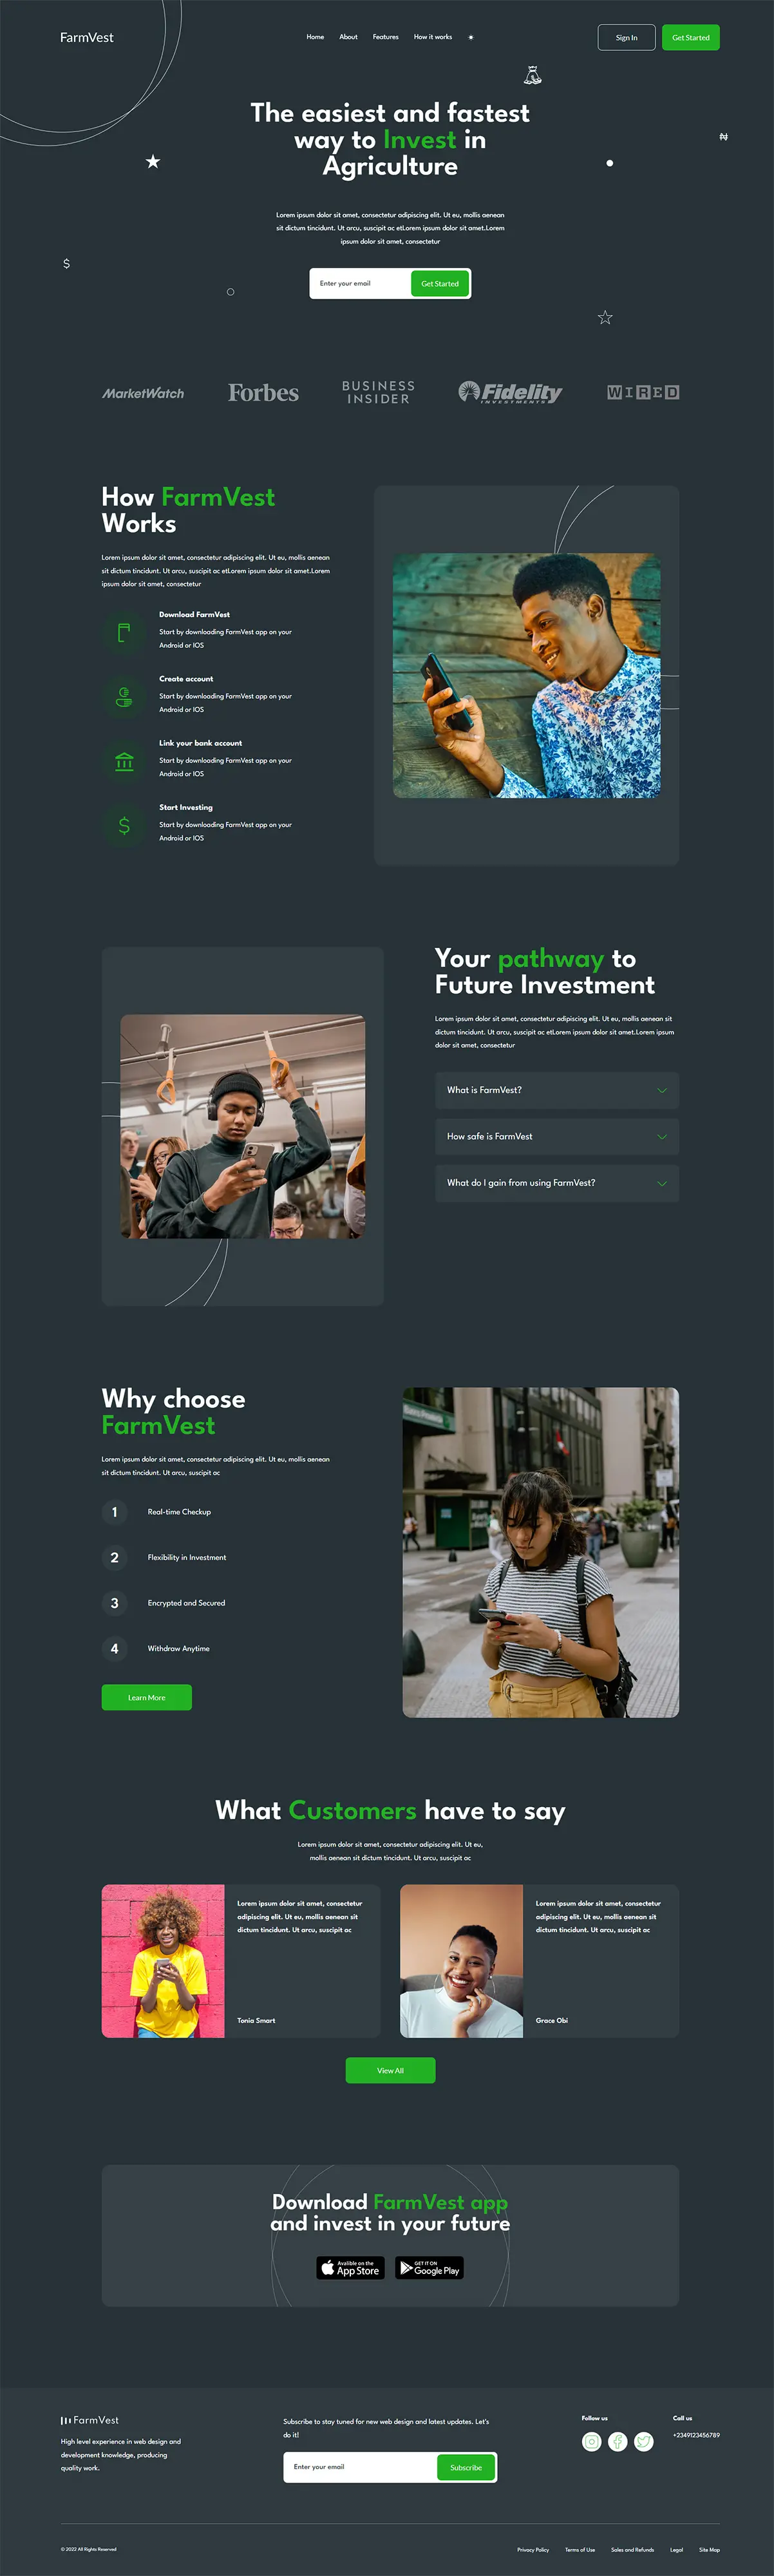 FarmVest
Home About Features How it works
Sign In
Get Started
The easiest and fastest
way to Invest in
Agriculture
Lorem ipsum dolor sit amet, consectetur adipiscing elit. Ut eu, mollis aenean
sit dictum tincidunt. Ut arcu, suscipit ac etLorem ipsum dolor sit amet.Lorem
ipsum dolor sit amet, consectetur
₦
$
Enter your email
Get Started
MarketWatch
Forbes
BUSINESS
INSIDER
Fidelity
INVESTMENTS
WIRED
How FarmVest
Works
Lorem ipsum dolor sit amet, consectetur adipiscing elit. Ut eu, mollis aenean
sit dictum tincidunt. Ut arcu, suscipit ac etLorem ipsum dolor sit amet.Lorem
ipsum dolor sit amet, consectetur
Download FarmVest
Start by downloading FarmVest app on your
Android or IOS
Create account
Start by downloading FarmVest app on your
Android or IOS
Link your bank account
Start by downloading FarmVest app on your
Android or IOS
$
Start Investing
Start by downloading FarmVest app on your
Android or IOS
Your pathway to
Future Investment
Lorem ipsum dolor sit amet, consectetur adipiscing elit. Ut eu, mollis aenean sit
dictum tincidunt. Ut arcu, suscipit ac etLorem ipsum dolor sit amet.Lorem ipsum
dolor sit amet, consectetur
What is FarmVest?
How safe is FarmVest
What do I gain from using FarmVest?
Why choose
FarmVest
Lorem ipsum dolor sit amet, consectetur adipiscing elit. Ut eu, mollis aenean
sit dictum tincidunt. Ut arcu, suscipit ac
1 Real-time Checkup
2 Flexibility in Investment
3 Encrypted and Secured
4 Withdraw Anytime
Learn More
What Customers have to say
Lorem ipsum dolor sit amet, consectetur adipiscing elit. Ut eu,
mollis aenean sit dictum tincidunt. Ut arcu, suscipit ac
Lorem ipsum dolor sit amet, consectetur
adipiscing elit. Ut eu, mollis aenean sit
dictum tincidunt. Ut arcu, suscipit ac
Tonia Smart
Lorem ipsum dolor sit amet, consectetur
adipiscing elit. Ut eu, mollis aenean sit
dictum tincidunt. Ut arcu, suscipit ac
Grace Obi
View All
Download FarmVest app
and invest in your future
Avalible on the
App Store
GET IT ON
Google Play
FarmVest
High level experience in web design and
development knowledge, producing
quality work.
Subscribe to stay tuned for new web design and latest updates. Let's
do it!
Enter your email
Subscribe
Follow us
Call us
+2349123456789
© 2022 All Rights Reserved
Privacy Policy Terms of Use Sales and Refunds Legal Site Map